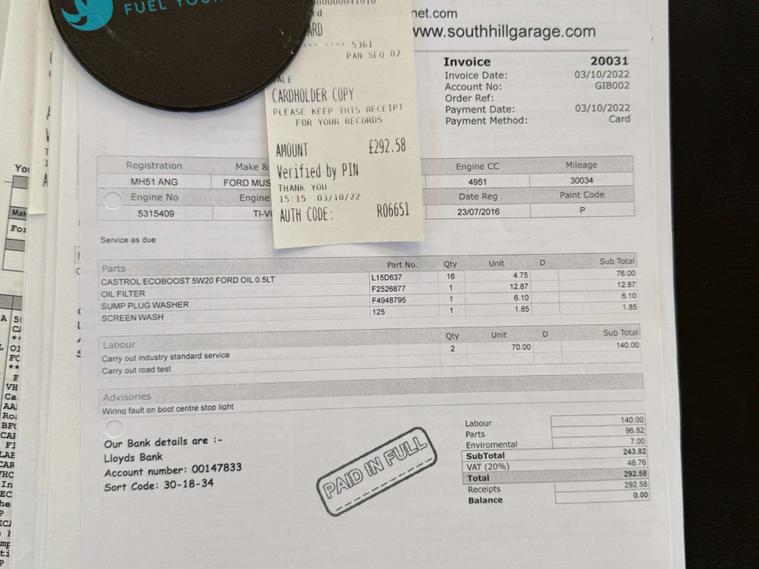 FUEL YOUR
5361
PAN SEQ 02
CARDHOLDER COPY
PLEASE KEEP THIS RECEIPT
FOR YOUR RECORDS
AMOUNT £292.58
Verified by PIN
THANK YOU
15:15 03/10/22
AUTH CODE: R06651
net.com
www.southhillgarage.com
Invoice 20031
Invoice Date: 03/10/2022
Account No: GIB002
Order Ref:
Payment Date: 03/10/2022
Payment Method: Card
Registration Make & Engine CC Mileage
MH51 ANG FORD MUS 4951 30034
Engine No Engine Date Reg Paint Code
5315409 TI-VC 23/07/2016 P
Service as due
Parts Part No. Qty Unit D Sub Total
CASTROL ECOBOOST 5W20 FORD OIL 0.5LT L15D637 16 4.75 76.00
OIL FILTER F2526877 1 12.87 12.87
SUMP PLUG WASHER F4948795 1 6.10 6.10
SCREEN WASH 125 1 1.85 1.85
Labour Qty Unit D Sub Total
Carry out industry standard service 2 70.00 140.00
Carry out road test
Advisories
Wiring fault on boot centre stop light
Our Bank details are :-
Lloyds Bank
Account number: 00147833
Sort Code: 30-18-34
PAID IN FULL
Labour 140.00
Parts 96.82
Enviromental 7.00
SubTotal 243.82
VAT (20%) 48.76
Total 292.58
Receipts 292.58
Balance 0.00